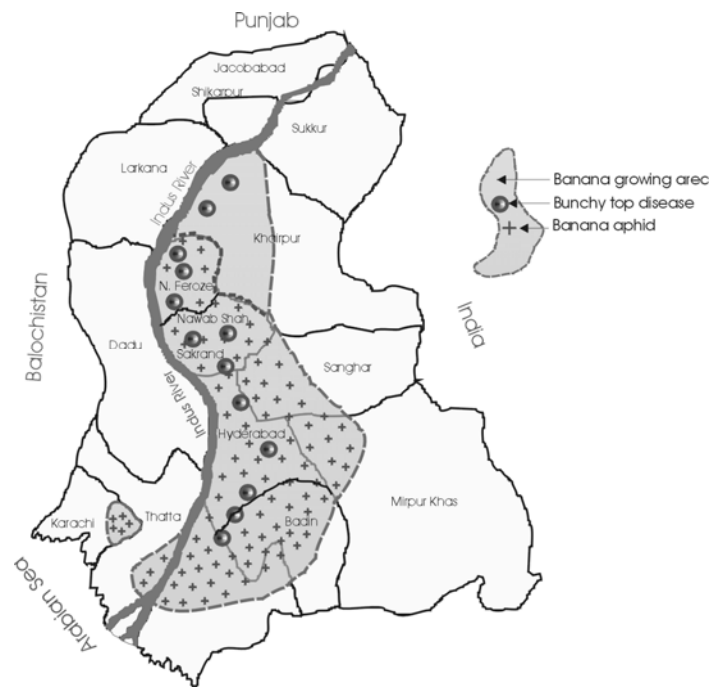 Punjab
Jacobabad
Shikarpur
Sukkur
Larkana
Indus River
Khairpur
N. Feroze
Nawab Shah
Sakrand
Dadu
Balochistan
Indus River
Sanghar
India
Hyderabad
Mirpur Khas
Badin
Thatta
Karachi
Arabian Sea
Banana growing area
Bunchy top disease
Banana aphid